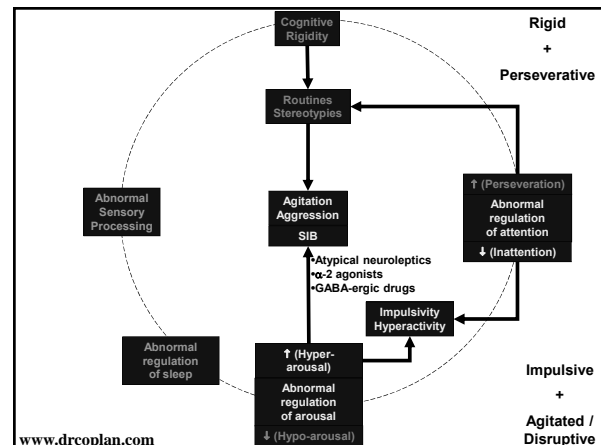 Cognitive
Rigidity
Rigid
+
Perseverative
Routines
Stereotypies
Abnormal
Sensory
Processing
Agitation
Aggression
SIB
↑ (Perseveration)
Abnormal
regulation
of attention
↓ (Inattention)
•Atypical neuroleptics
•α-2 agonists
•GABA-ergic drugs
Impulsivity
Hyperactivity
Abnormal
regulation
of sleep
↑ (Hyper-
arousal)
Abnormal
regulation
of arousal
↓ (Hypo-arousal)
Impulsive
+
Agitated /
Disruptive
www.drcoplan.com